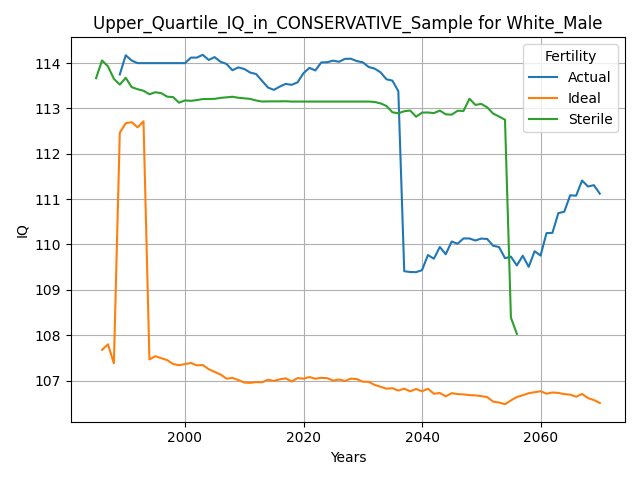 Upper_Quartile_IQ_in_CONSERVATIVE_Sample for White_Male
Fertility
Actual
Ideal
Sterile
114
113
112
111
110
109
108
107
IQ
2000
2020
2040
2060
Years